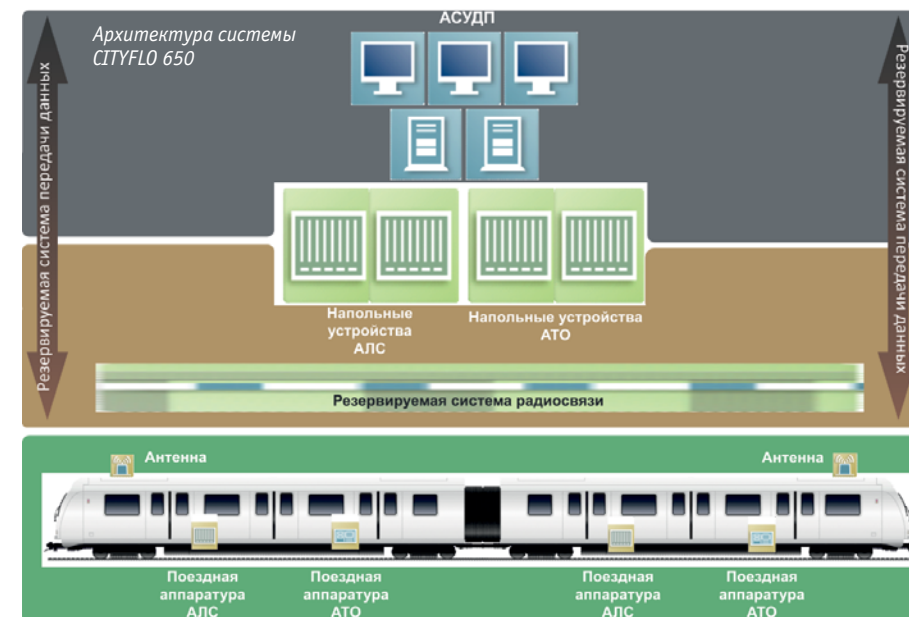 АСУДП
Архитектура системы
CITYFLO 650
Резервируемая система передачи данных
Резервируемая система передачи данных
Напольные
устройства
АЛС
Напольные устройства
АТО
Резервируемая система радиосвязи
Антенна
Антенна
Поездная
аппаратура
АЛС
Поездная
аппаратура
АТО
Поездная
аппаратура
АЛС
Поездная
аппаратура
АТО